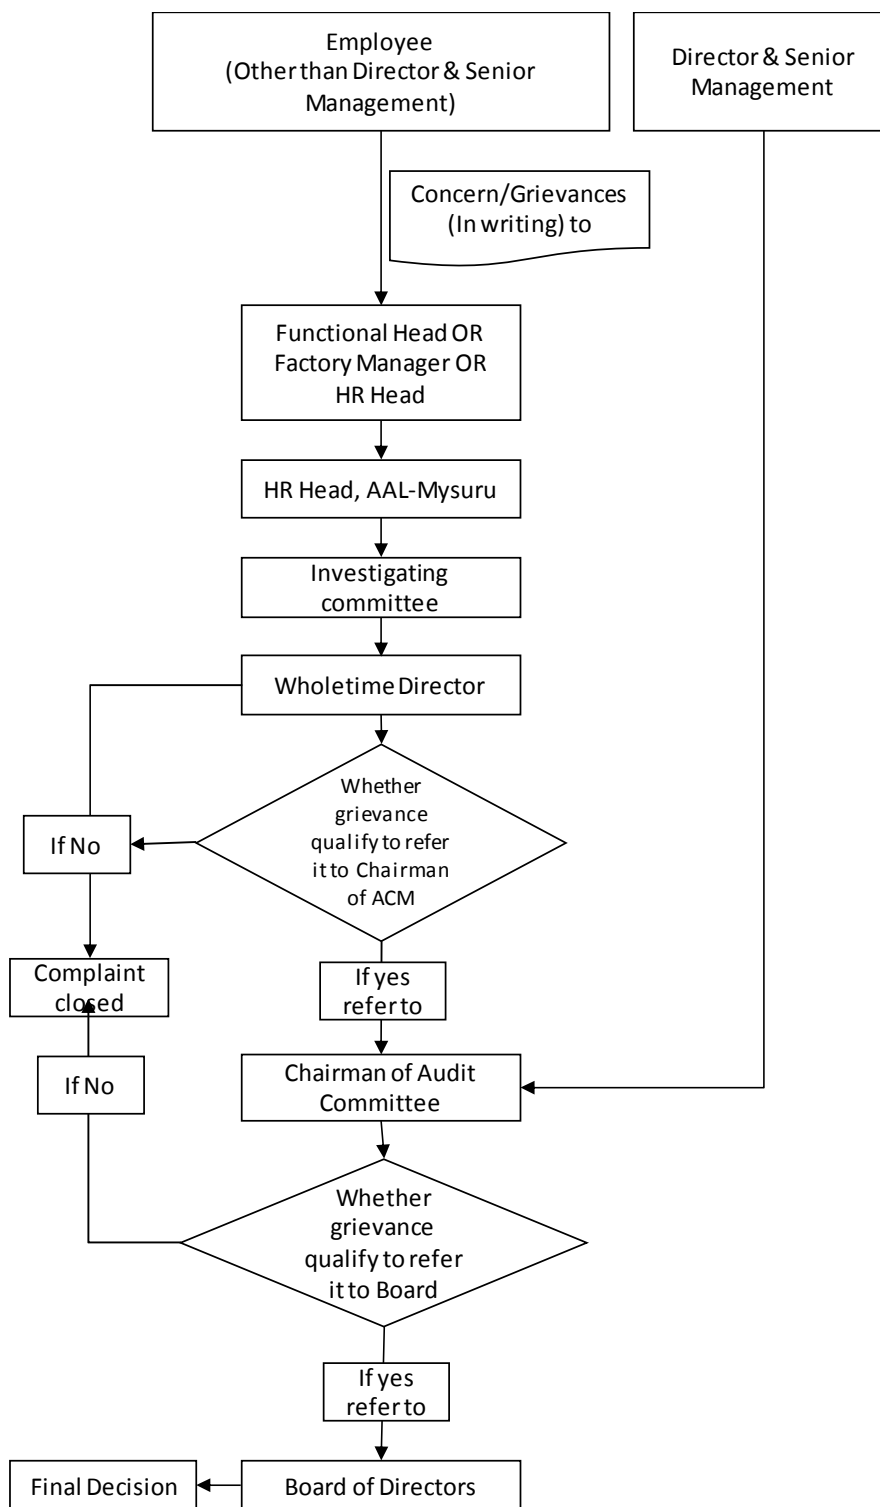 Employee
(Other than Director & Senior
Management)
Director & Senior
Management
Concern/Grievances
(In writing) to
Functional Head OR
Factory Manager OR
HR Head
HR Head, AAL-Mysuru
Investigating
committee
Wholetime Director
Whether
grievance
qualify to refer
it to Chairman
of ACM
If No
Complaint
closed
If yes
refer to
If No
Chairman of Audit
Committee
Whether
grievance
qualify to refer
it to Board
If yes
refer to
Final Decision
Board of Directors